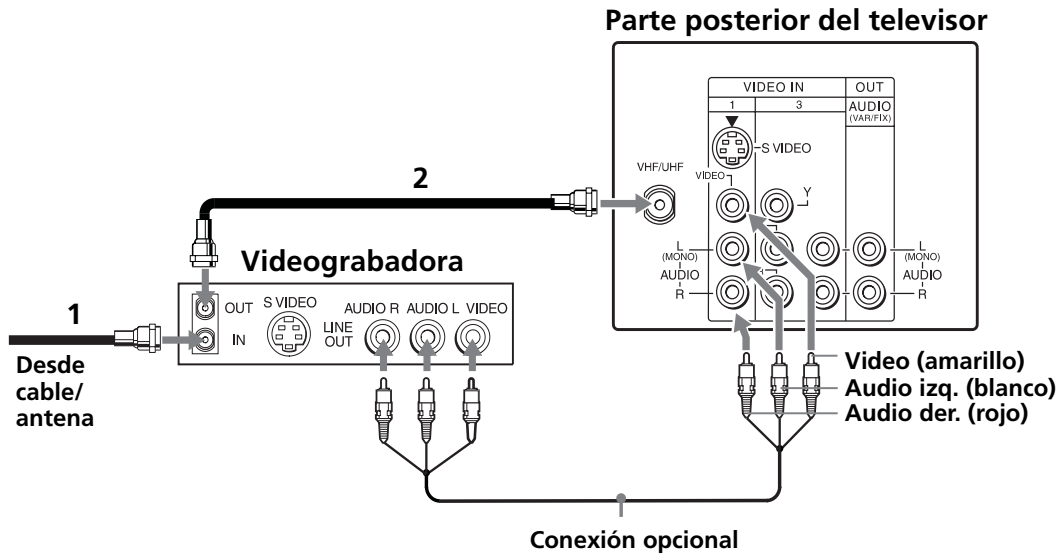 Parte posterior del televisor
VIDEO IN
OUT
1
3
AUDIO
(VAR/FIX)
S VIDEO
VHF/UHF
VIDEO
Y
L
(MONO)
AUDIO
R
L
(MONO)
AUDIO
R
2
Videograbadora
1
OUT
IN
S VIDEO
LINE
OUT
AUDIO R
AUDIO L
VIDEO
Desde
cable/
antena
Video (amarillo)
Audio izq. (blanco)
Audio der. (rojo)
Conexión opcional